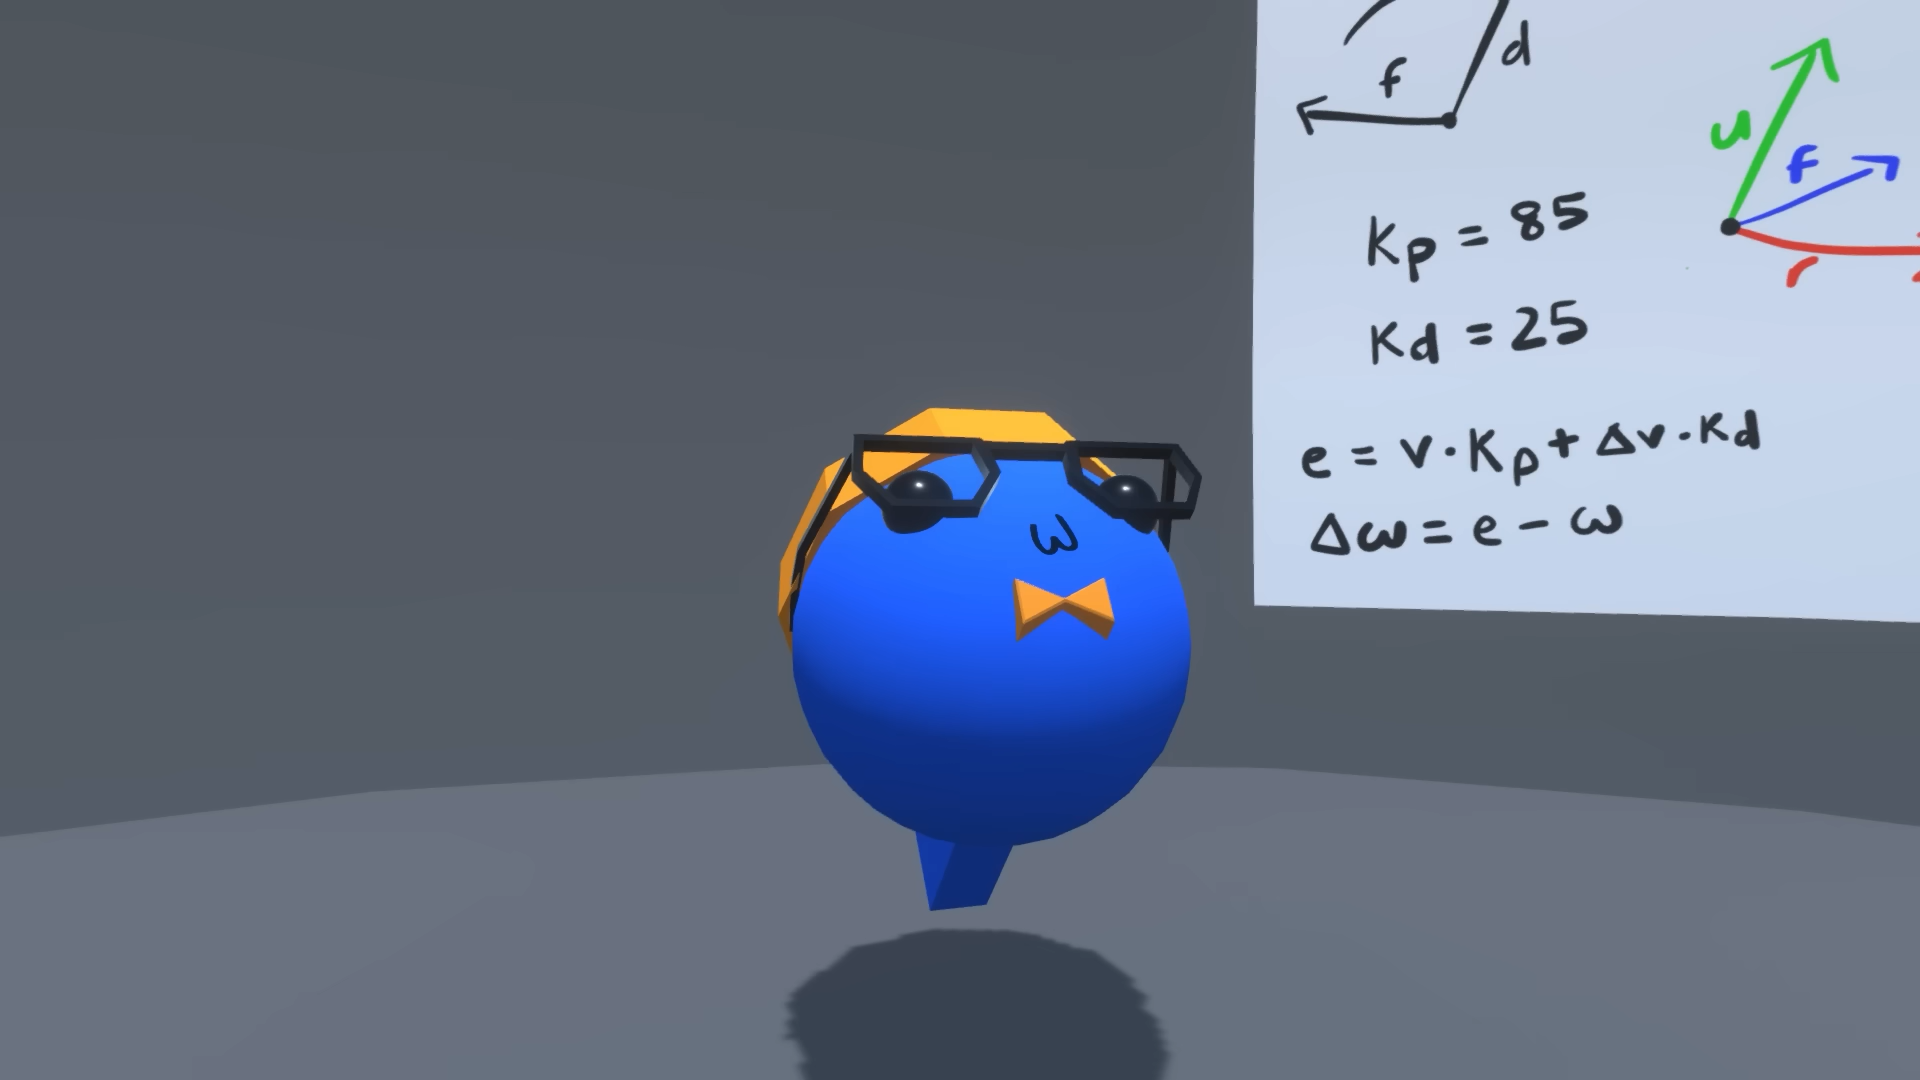 f
d
u
f
r
Kp = 85
Kd = 25
e = v·Kp + Δv·Kd
Δω = e − ω
ω